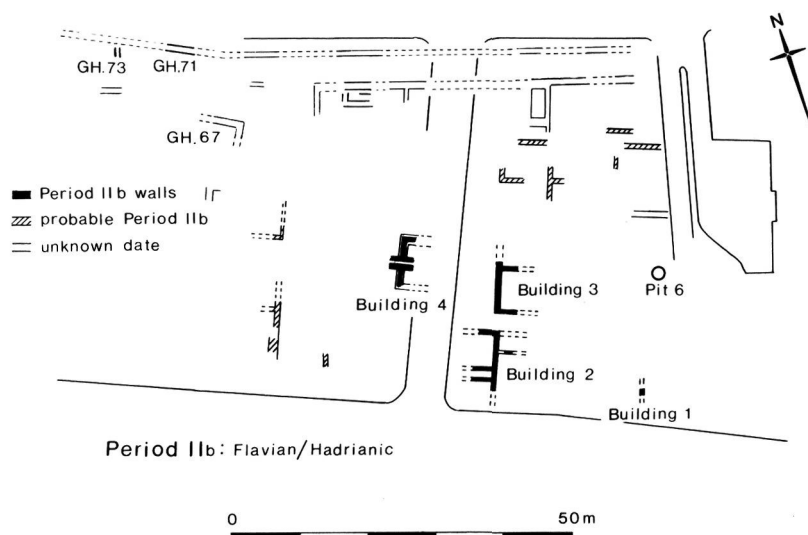 N
GH.73
GH.71
GH.67
Period IIb walls
probable Period IIb
unknown date
Building 4
Building 3
Pit 6
Building 2
Building 1
Period IIb: Flavian/Hadrianic
0 50m